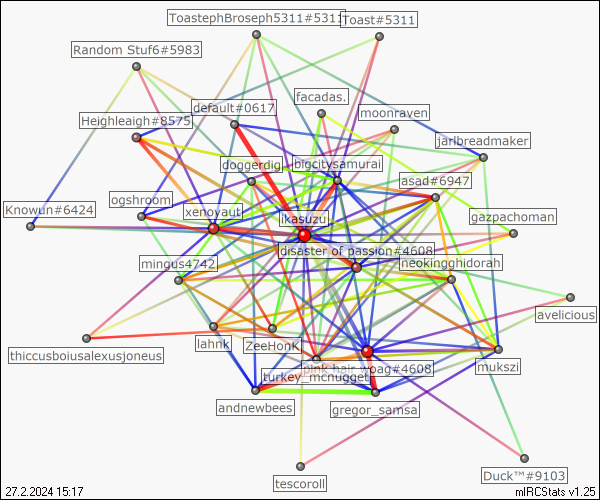 ToastephBroseph5311#5311
Toast#5311
Random Stuf6#5983
facadas.
default#0617
moonraven
Heighleigh#8575
jaribreadmaker
doggerdig
bigcitysamurai
asad#6947
ogshroom
Knowun#6424
xenoyaut
ikasuzu
gazpachoman
disaster of passion#4608
mingus4742
neokingghidorah
avelicious
lahnk
ZeeHonK
thiccusboiusalexusjoneus
pink hair woag#4608
mukszi
turkey_mcnugget
andnewbees
gregor_samsa
Duck™#9103
tescoroll
27.2.2024 15:17
mIRCStats v1.25